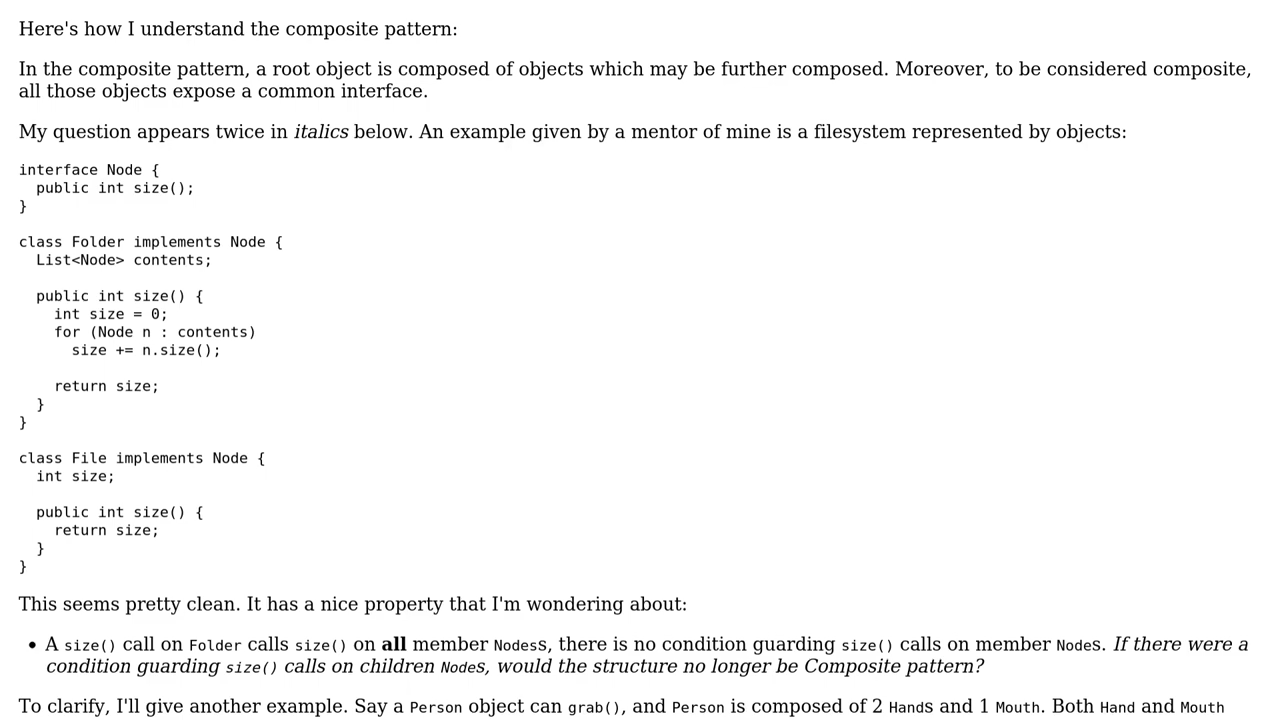 Here's how I understand the composite pattern:
In the composite pattern, a root object is composed of objects which may be further composed. Moreover, to be considered composite,
all those objects expose a common interface.
My question appears twice in italics below. An example given by a mentor of mine is a filesystem represented by objects:
interface Node {
  public int size();
}
class Folder implements Node {
  List<Node> contents;
  public int size() {
    int size = 0;
    for (Node n : contents)
      size += n.size();
    return size;
  }
}
class File implements Node {
  int size;
  public int size() {
    return size;
  }
}
This seems pretty clean. It has a nice property that I'm wondering about:
• A size() call on Folder calls size() on all member Nodess, there is no condition guarding size() calls on member Nodes. If there were a
condition guarding size() calls on children Nodes, would the structure no longer be Composite pattern?
To clarify, I'll give another example. Say a Person object can grab(), and Person is composed of 2 Hands and 1 Mouth. Both Hand and Mouth